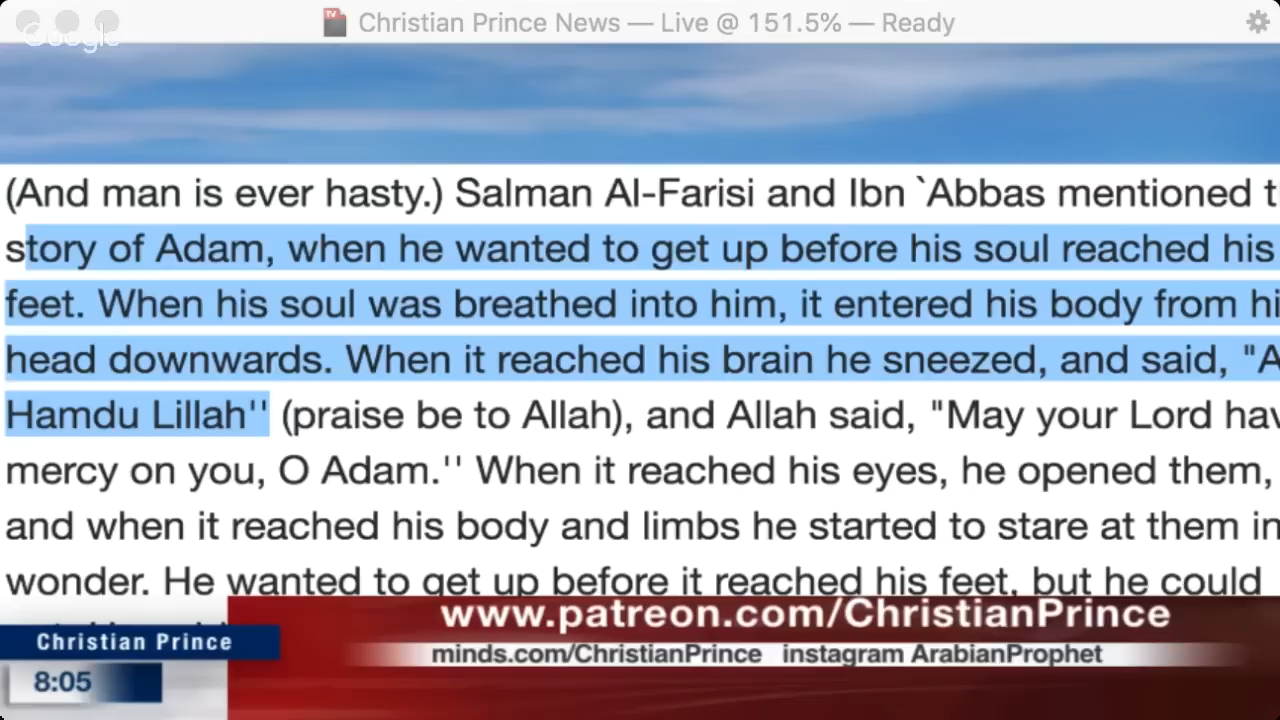 Google
TV
Christian Prince News — Live @ 151.5% — Ready
(And man is ever hasty.) Salman Al-Farisi and Ibn `Abbas mentioned
story of Adam, when he wanted to get up before his soul reached his
feet. When his soul was breathed into him, it entered his body from
head downwards. When it reached his brain he sneezed, and said, "A
Hamdu Lillah'' (praise be to Allah), and Allah said, "May your Lord
mercy on you, O Adam.'' When it reached his eyes, he opened them,
and when it reached his body and limbs he started to stare at them in
wonder. He wanted to get up before it reached his feet, but he could
www.patreon.com/ChristianPrince
Christian Prince
minds.com/ChristianPrince instagram ArabianProphet
8:05